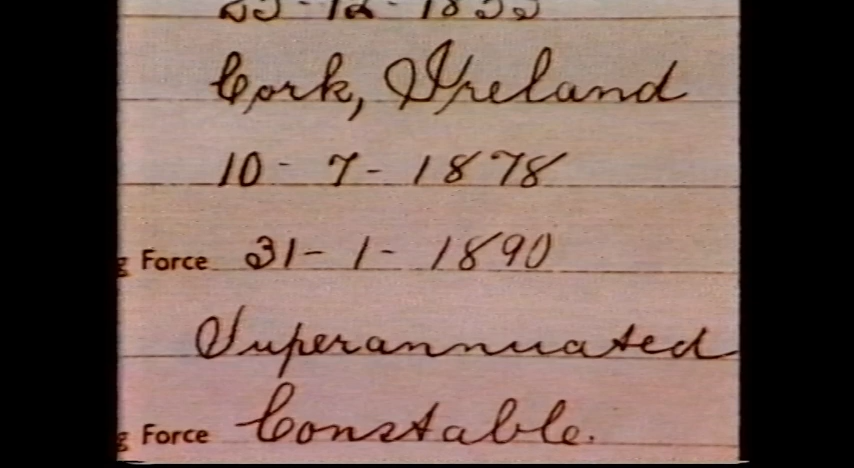 Cork, Ireland
10 - 7 - 1878
Force 31 - 1 - 1890
Superannuated
Force Constable.